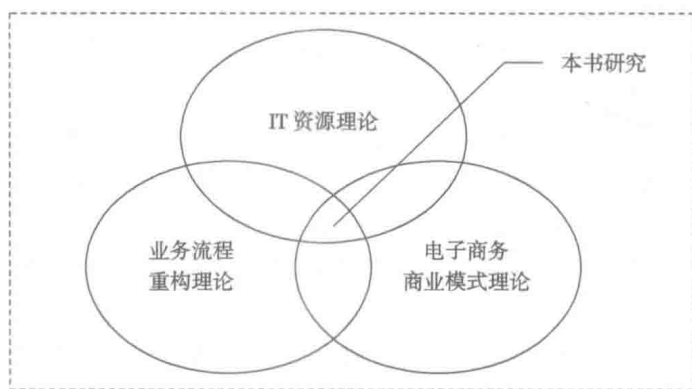 本书研究
IT 资源理论
业务流程
重构理论
电子商务
商业模式理论